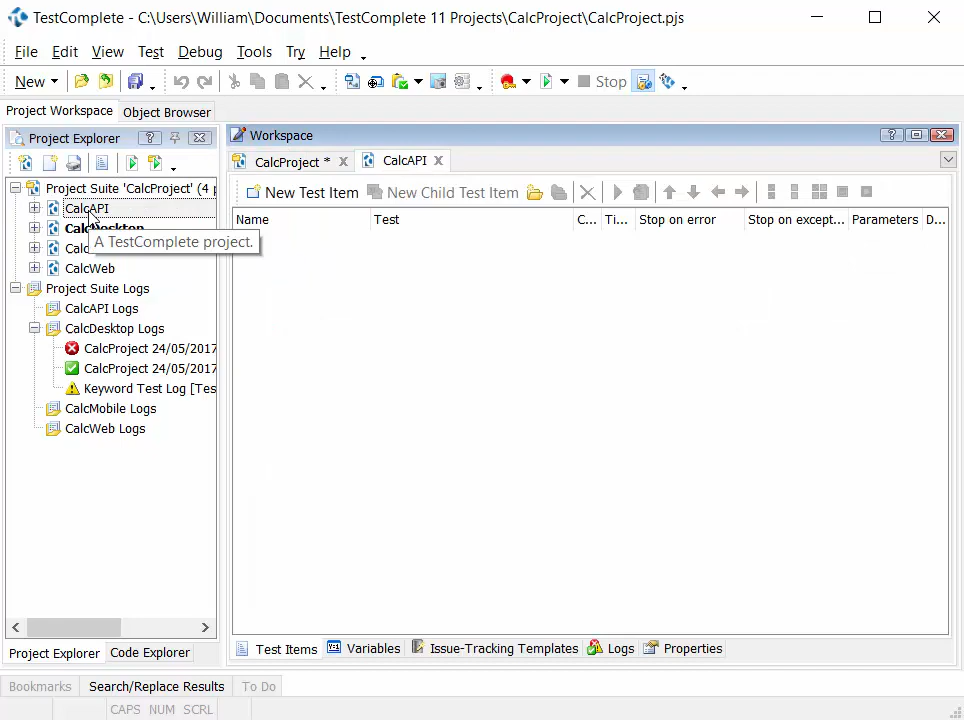 TestComplete - C:\Users\William\Documents\TestComplete 11 Projects\CalcProject\CalcProject.pjs
File Edit View Test Debug Tools Try Help
New Stop
Project Workspace Object Browser
Project Explorer
Workspace
CalcProject * CalcAPI
New Test Item New Child Test Item
Name Test C... Ti... Stop on error Stop on except... Parameters D...
Project Suite 'CalcProject' (4
CalcAPI
CalcDesktop
A TestComplete project.
Calc
CalcWeb
Project Suite Logs
CalcAPI Logs
CalcDesktop Logs
CalcProject 24/05/2017
CalcProject 24/05/2017
Keyword Test Log [Tes
CalcMobile Logs
CalcWeb Logs
Test Items Variables Issue-Tracking Templates Logs Properties
Project Explorer Code Explorer
Bookmarks Search/Replace Results To Do
CAPS NUM SCRL